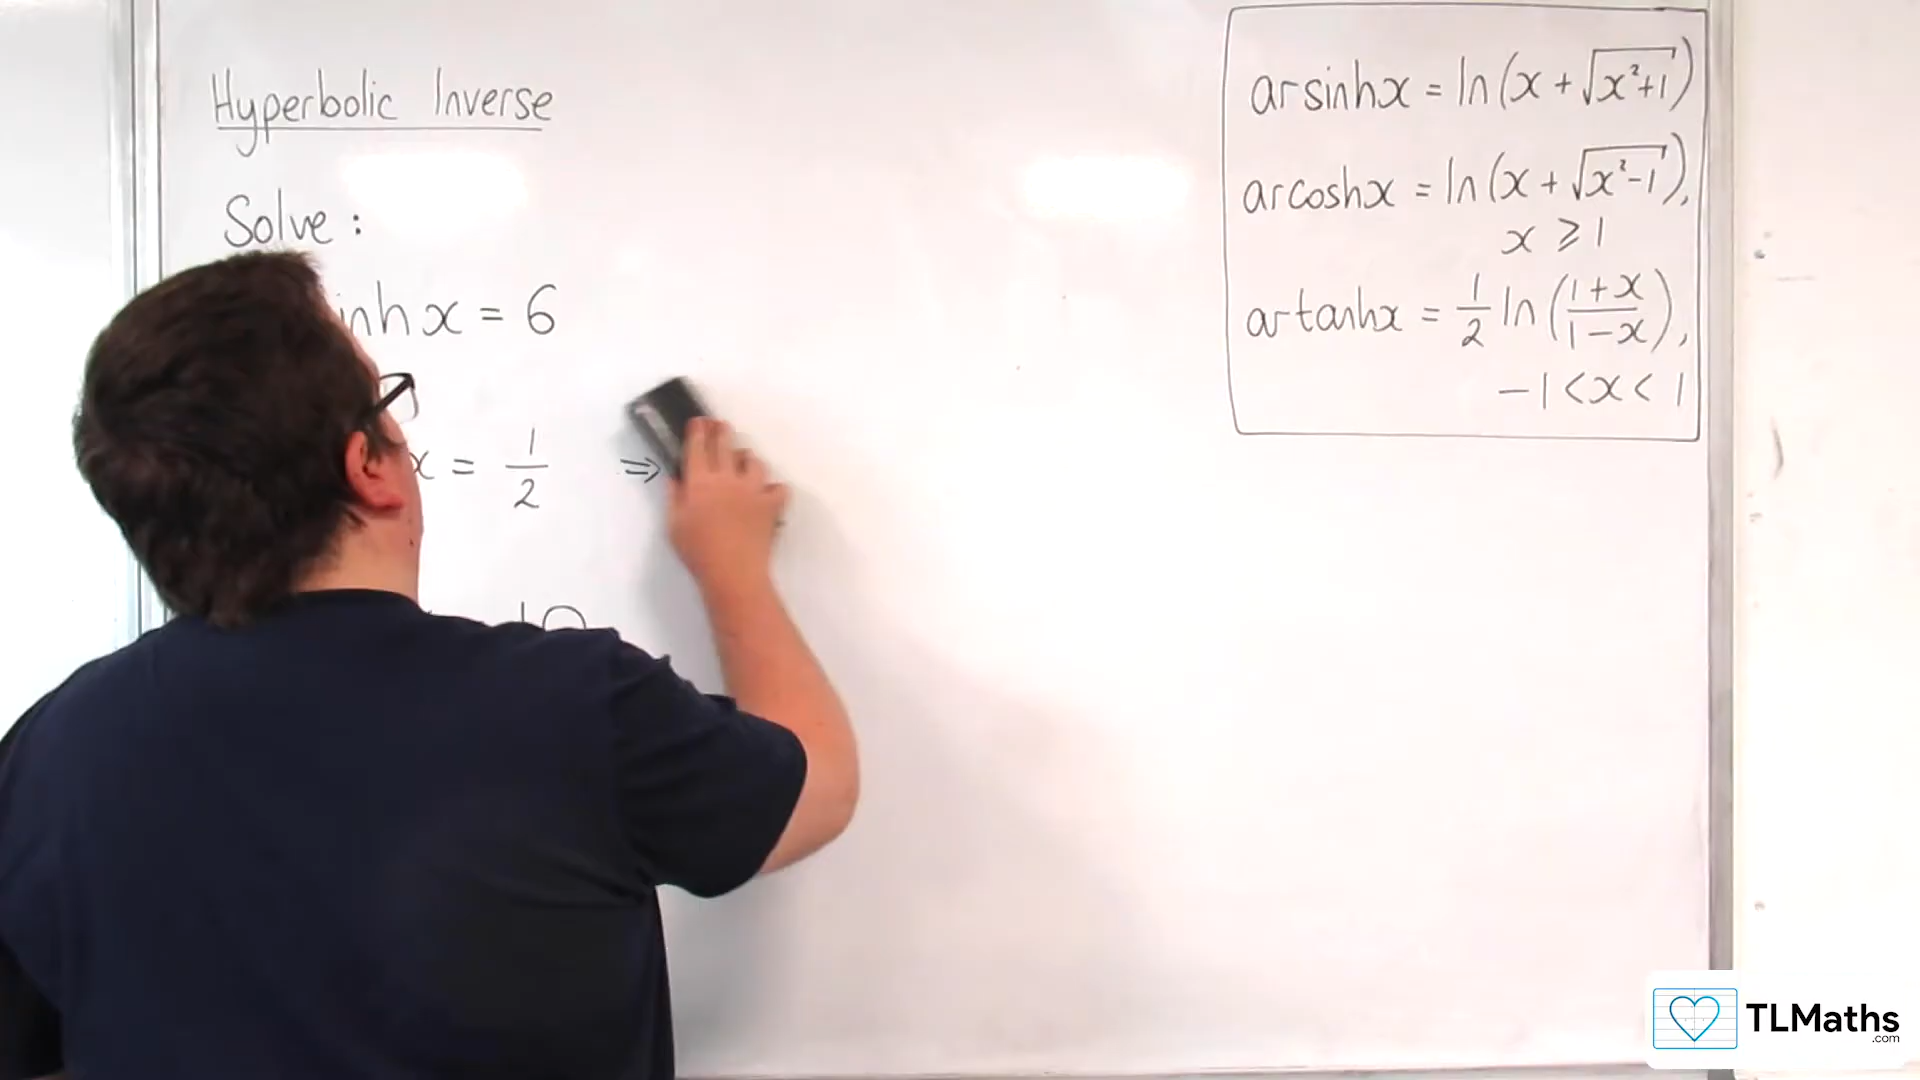 Hyperbolic Inverse
Solve :
inhx = 6
x = 1/2 ⇒
arsinhx = ln(x + √(x²+1))
arcoshx = ln(x + √(x²-1)),
x ≥ 1
artanhx = 1/2 ln((1+x)/(1-x)),
-1 < x < 1
TLMaths
.com